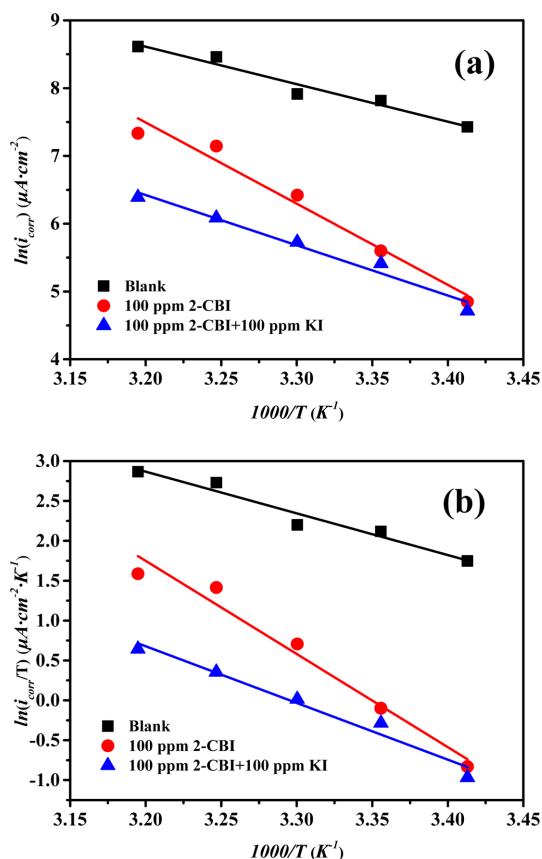 (a)
9
8
7
6
5
4
ln(i_corr) (μA·cm⁻²)
Blank
100 ppm 2-CBI
100 ppm 2-CBI+100 ppm KI
3.15 3.20 3.25 3.30 3.35 3.40 3.45
1000/T (K⁻¹)
(b)
3.0
2.5
2.0
1.5
1.0
0.5
0.0
-0.5
-1.0
ln(i_corr/T) (μA·cm⁻²·K⁻¹)
Blank
100 ppm 2-CBI
100 ppm 2-CBI+100 ppm KI
3.15 3.20 3.25 3.30 3.35 3.40 3.45
1000/T (K⁻¹)